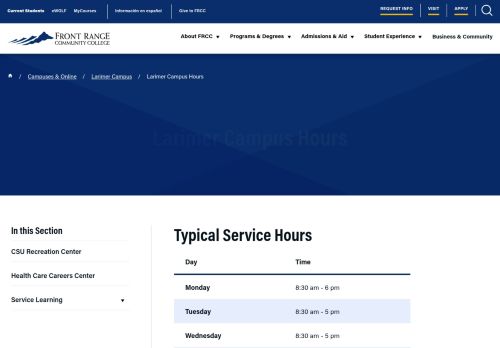 Current Students eWOLF MyCourses Información en español Give to FRCC REQUEST INFO VISIT APPLY
FRONT RANGE
COMMUNITY COLLEGE
About FRCC Programs & Degrees Admissions & Aid Student Experience Business & Community
/ Campuses & Online / Larimer Campus / Larimer Campus Hours
Larimer Campus Hours
In this Section
CSU Recreation Center
Health Care Careers Center
Service Learning
Typical Service Hours
Day Time
Monday 8:30 am - 6 pm
Tuesday 8:30 am - 5 pm
Wednesday 8:30 am - 5 pm